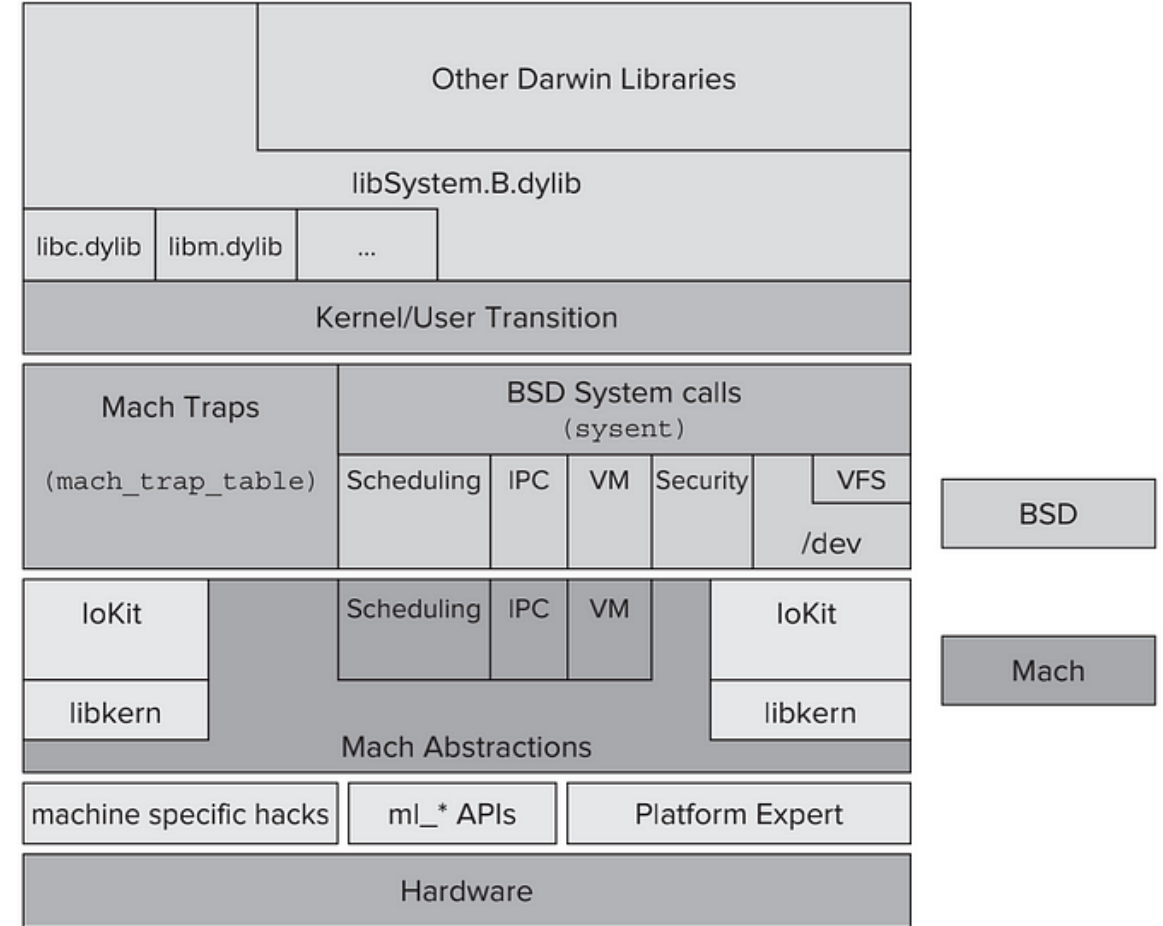 Other Darwin Libraries
libSystem.B.dylib
libc.dylib
libm.dylib
...
Kernel/User Transition
Mach Traps
(mach_trap_table)
BSD System calls
(sysent)
Scheduling
IPC
VM
Security
VFS
/dev
BSD
IoKit
libkern
Scheduling
IPC
VM
IoKit
libkern
Mach Abstractions
Mach
machine specific hacks
ml_* APIs
Platform Expert
Hardware